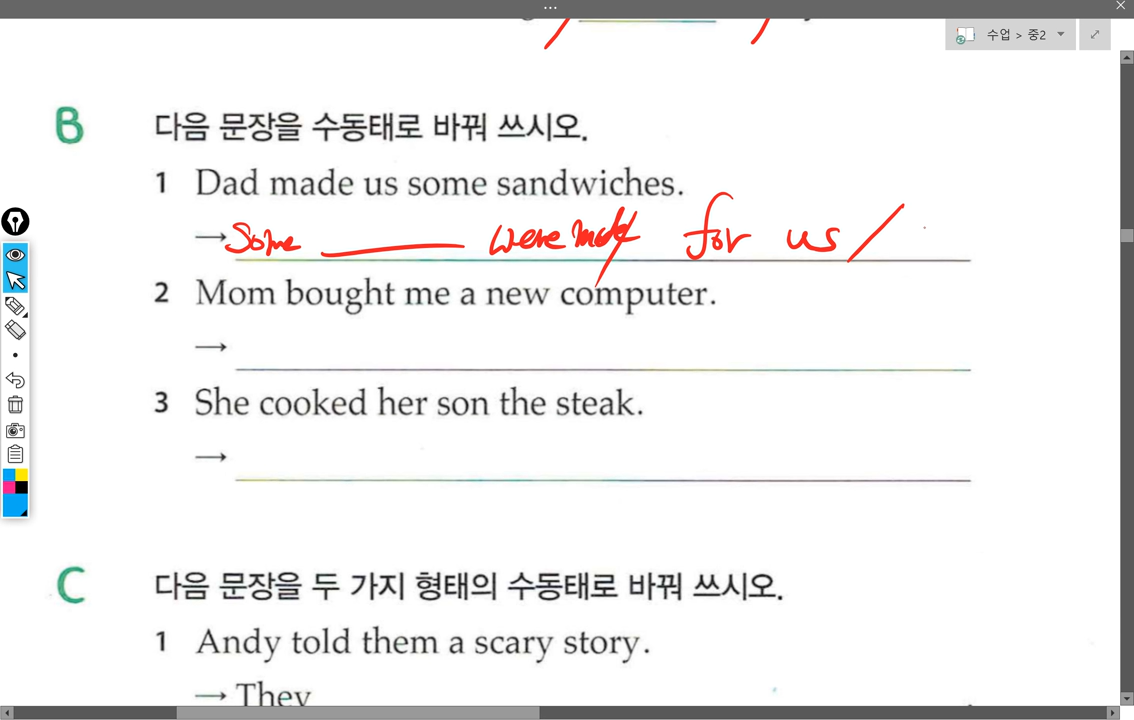 수업 > 중2
B 다음 문장을 수동태로 바꿔 쓰시오.
1 Dad made us some sandwiches.
→ Some ______ were made for us
2 Mom bought me a new computer.
→
3 She cooked her son the steak.
→
C 다음 문장을 두 가지 형태의 수동태로 바꿔 쓰시오.
1 Andy told them a scary story.
→ They